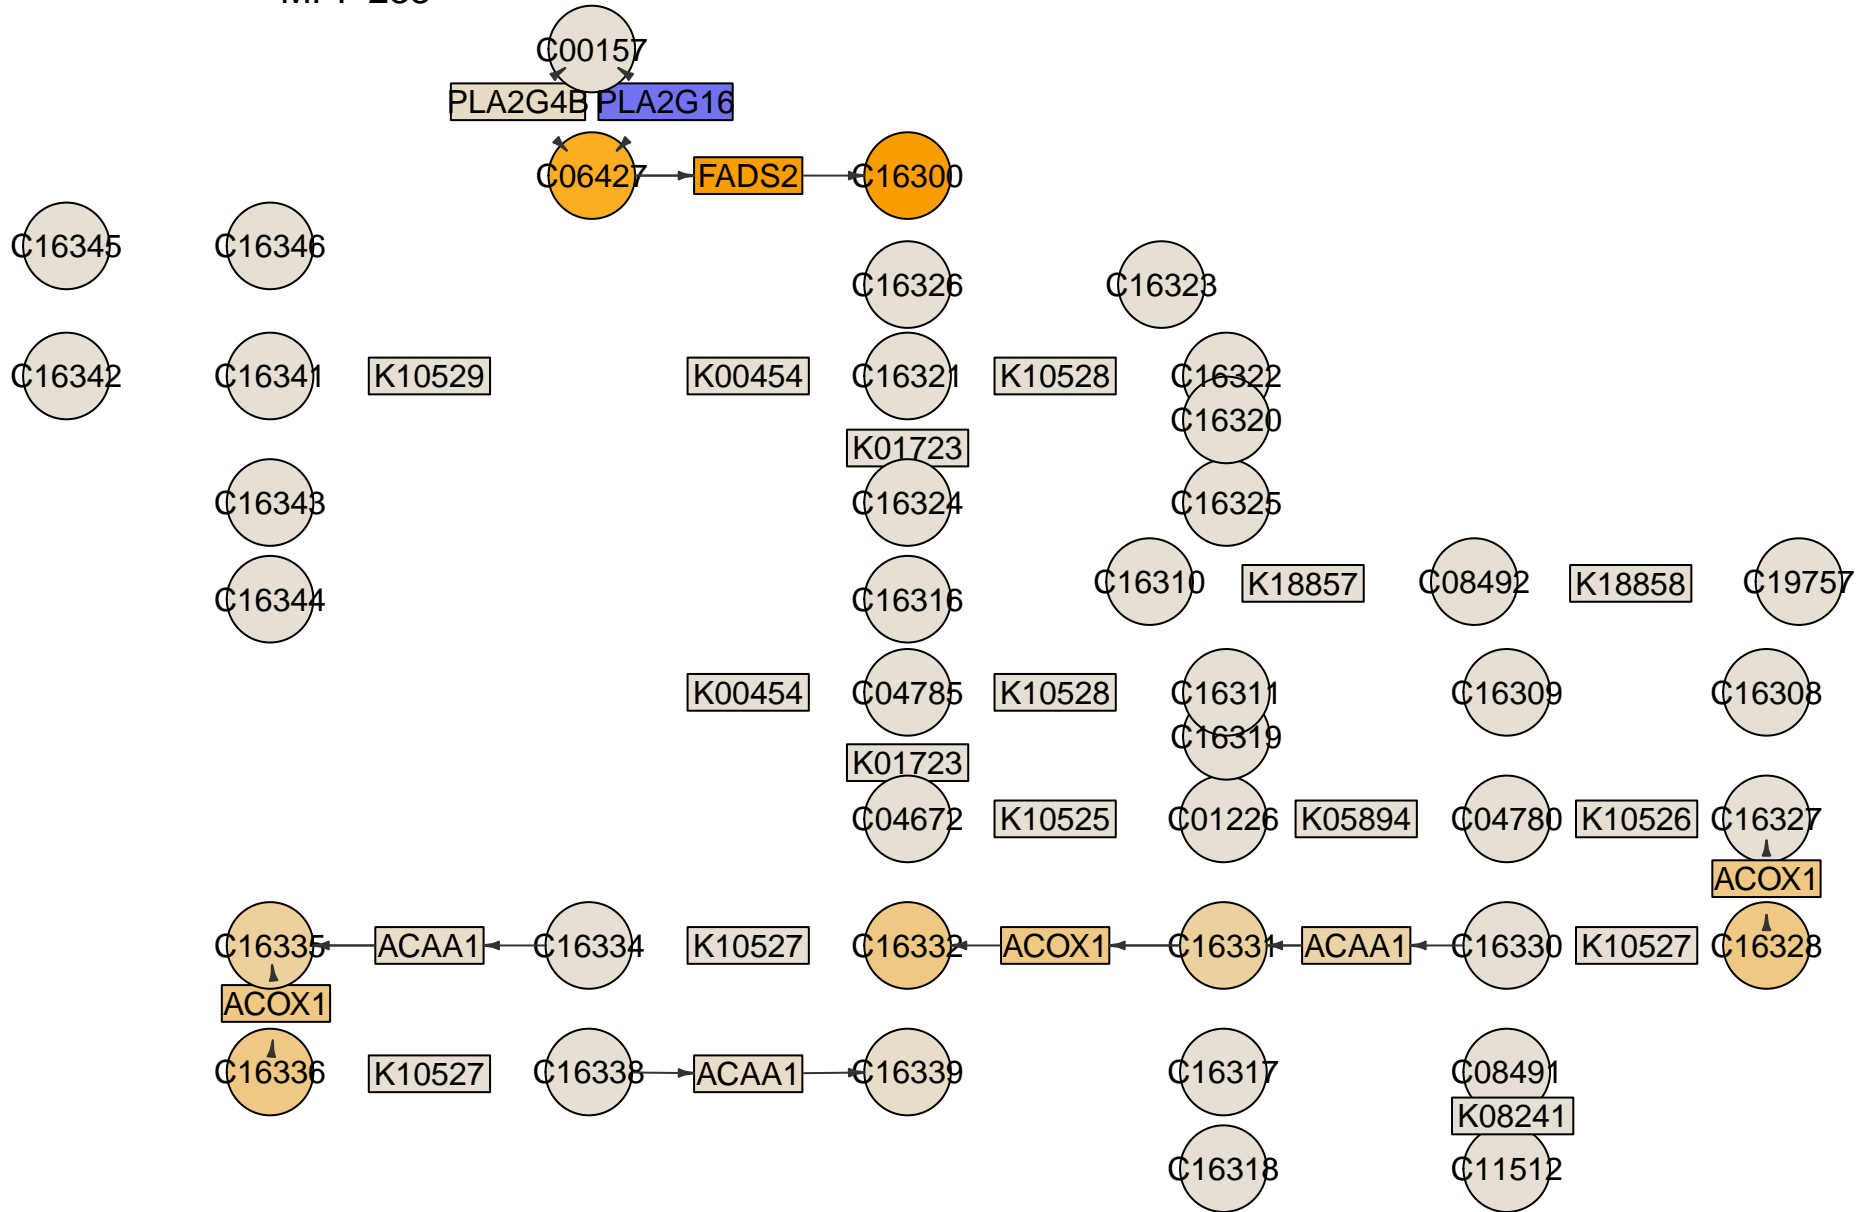 C00157
PLA2G4B PLA2G16
C06427 FADS2 C16300
C16345 C16346
C16326 C16323
C16342 C16341 K10529 K00454 C16321 K10528 C16322
C16320
K01723
C16343 C16324 C16325
C16310 K18857 C08492 K18858 C19757
C16344 C16316
K00454 C04785 K10528 C16311 C16309 C16308
C16319
K01723
C04672 K10525 C01226 K05894 C04780 K10526 C16327
ACOX1
C16335 ACAA1 C16334 K10527 C16332 ACOX1 C16331 ACAA1 C16330 K10527 C16328
ACOX1
C16336 K10527 C16338 ACAA1 C16339 C16317 C08491
K08241
C16318 C11512